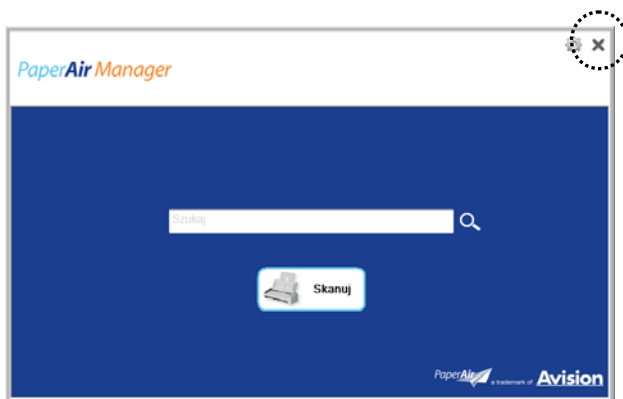 PaperAir Manager
Szukaj
Skanuj
PaperAir a trademark of Avision